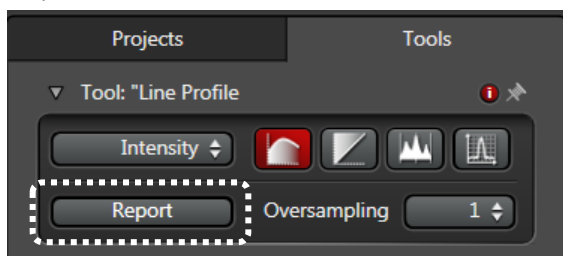 Projects Tools
Tool: "Line Profile
Intensity
Report Oversampling 1